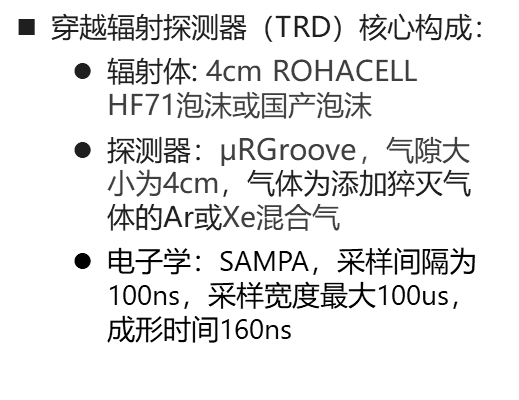 ■ 穿越辐射探测器（TRD）核心构成：
● 辐射体: 4cm ROHACELL
HF71泡沫或国产泡沫
● 探测器：μRGroove，气隙大
小为4cm，气体为添加猝灭气
体的Ar或Xe混合气
● 电子学：SAMPA，采样间隔为
100ns，采样宽度最大100us，
成形时间160ns